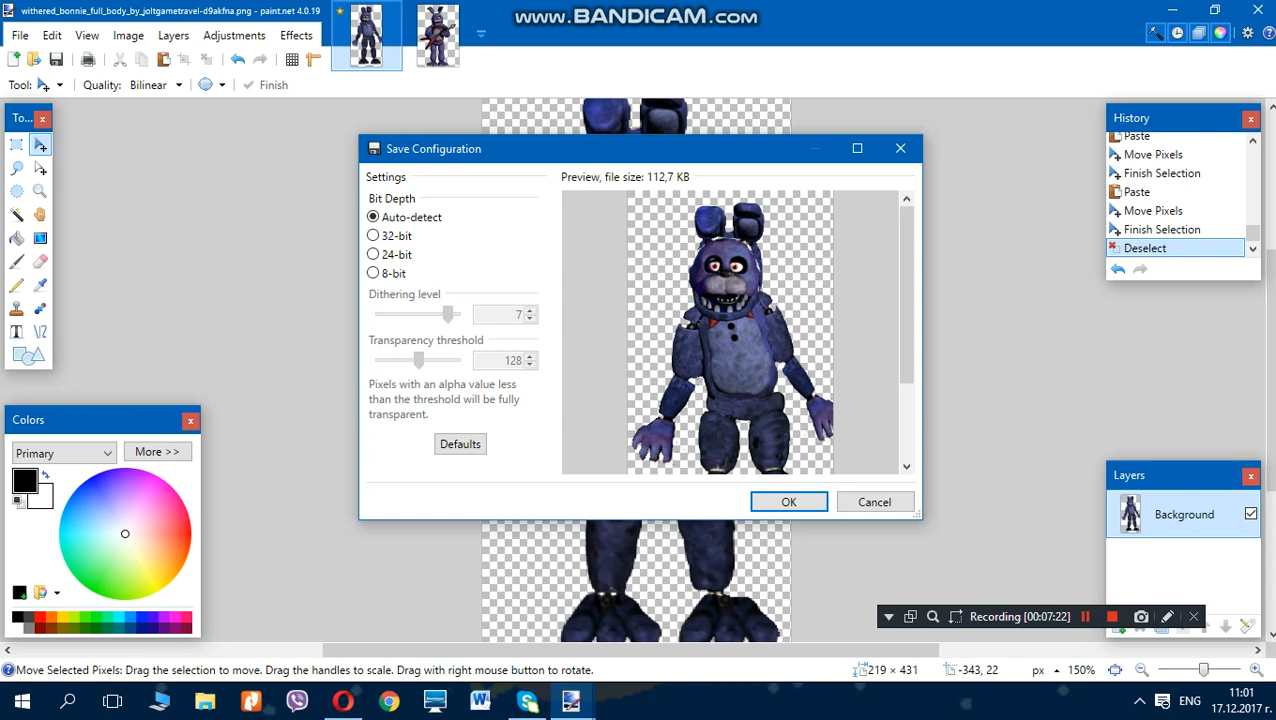 withered_bonnie_full_body_by_joltgametravel-d9akfna.png - paint.net 4.0.19
www.BANDICAM.com
File Edit View Image Layers Adjustments Effects
Tool: Quality: Bilinear Finish
To...
Save Configuration
Settings
Bit Depth
Auto-detect
32-bit
24-bit
8-bit
Dithering level
7
Transparency threshold
128
Pixels with an alpha value less
than the threshold will be fully
transparent.
Defaults
Preview, file size: 112,7 KB
OK Cancel
History
Paste
Move Pixels
Finish Selection
Paste
Move Pixels
Finish Selection
Deselect
Colors
Primary More >>
Layers
Background
Recording [00:07:22]
Move Selected Pixels: Drag the selection to move. Drag the handles to scale. Drag with right mouse button to rotate.
219 × 431 -343, 22 px 150%
ENG 11:01
17.12.2017 г.